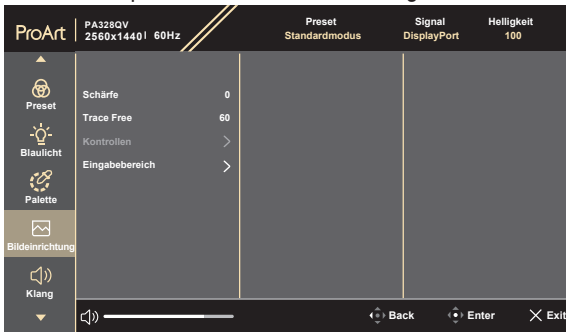 ProArt
PA328QV
2560x1440 60Hz
Preset
Standardmodus
Signal
DisplayPort
Helligkeit
100
Preset
Blaulicht
Palette
Bildeinrichtung
Klang
Schärfe 0
Trace Free 60
Kontrollen
Eingabebereich
Back
Enter
Exit